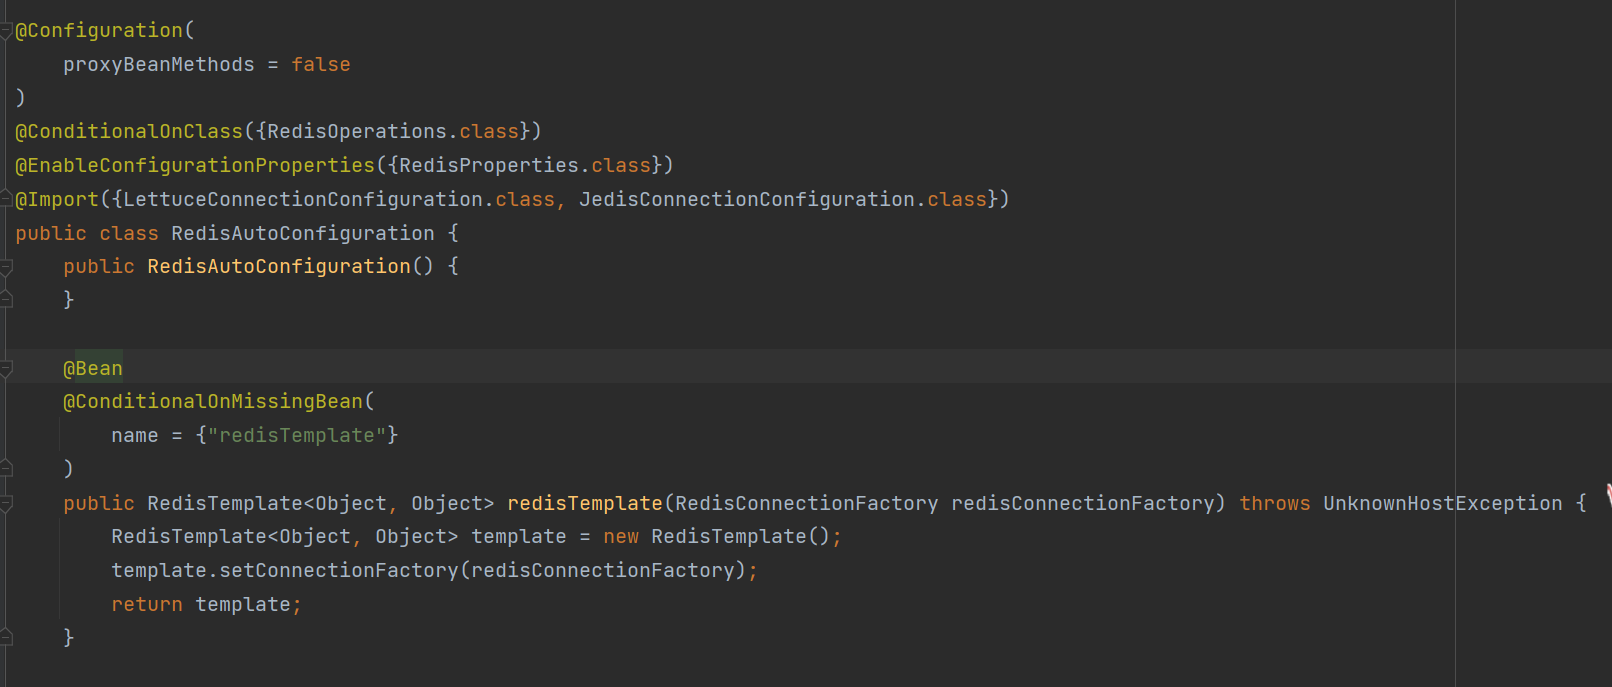 @Configuration(
    proxyBeanMethods = false
)
@ConditionalOnClass({RedisOperations.class})
@EnableConfigurationProperties({RedisProperties.class})
@Import({LettuceConnectionConfiguration.class, JedisConnectionConfiguration.class})
public class RedisAutoConfiguration {
    public RedisAutoConfiguration() {
    }

    @Bean
    @ConditionalOnMissingBean(
        name = {"redisTemplate"}
    )
    public RedisTemplate<Object, Object> redisTemplate(RedisConnectionFactory redisConnectionFactory) throws UnknownHostException {
        RedisTemplate<Object, Object> template = new RedisTemplate();
        template.setConnectionFactory(redisConnectionFactory);
        return template;
    }